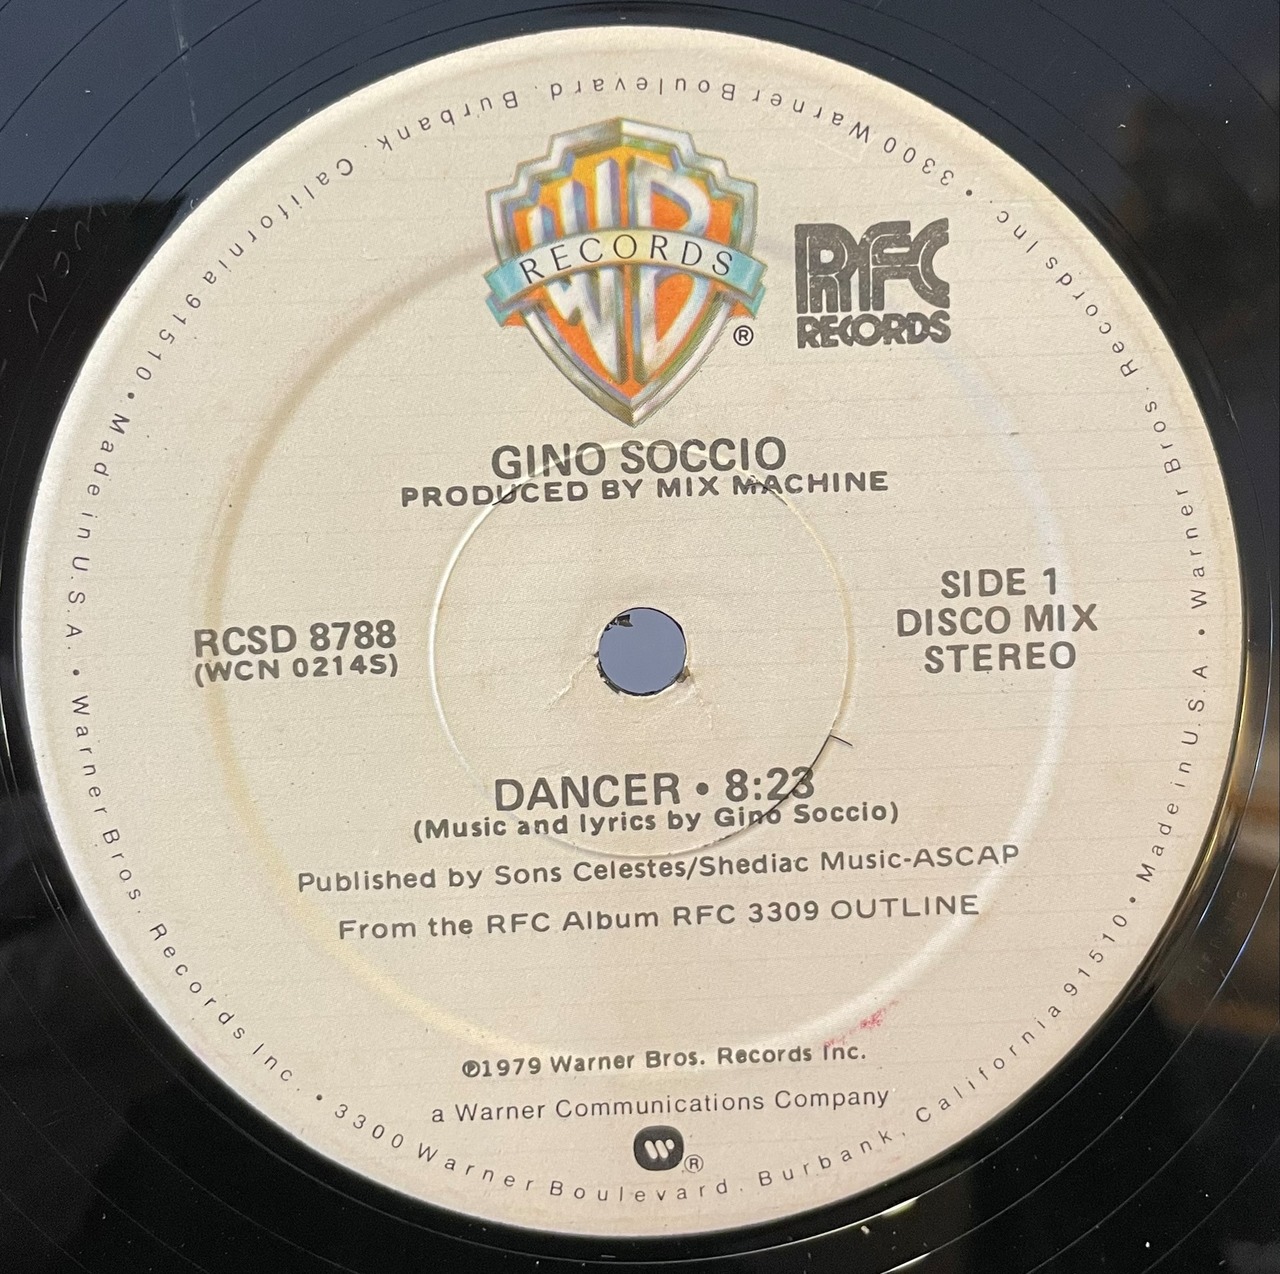 WB
RECORDS
®
RFC
RECORDS
GINO SOCCIO
PRODUCED BY MIX MACHINE
RCSD 8788
(WCN 0214S)
SIDE 1
DISCO MIX
STEREO
DANCER • 8:23
(Music and lyrics by Gino Soccio)
Published by Sons Celestes/Shediac Music-ASCAP
From the RFC Album RFC 3309 OUTLINE
℗1979 Warner Bros. Records Inc.
a Warner Communications Company
W®
Made in U.S.A. • Warner Bros. Records Inc. • 3300 Warner Boulevard. Burbank, California 91510 • Made in U.S.A. • Warner Bros. Records Inc. • 3300 Warner Boulevard. Burbank, California 91510 •